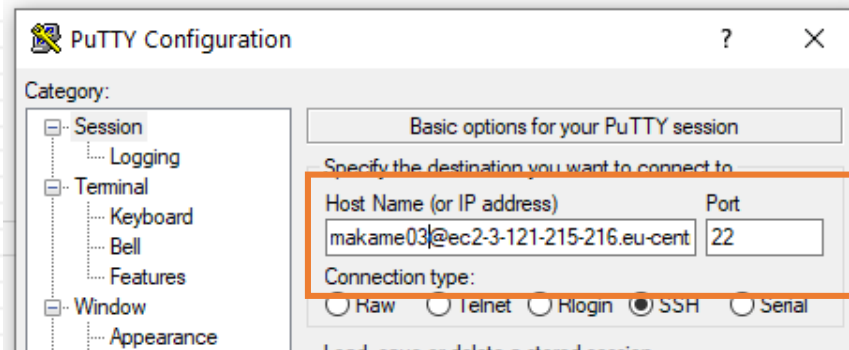 PuTTY Configuration ? X
Category:
Session
Logging
Terminal
Keyboard
Bell
Features
Window
Appearance
Basic options for your PuTTY session
Specify the destination you want to connect to
Host Name (or IP address) Port
makame03@ec2-3-121-215-216.eu-cent 22
Connection type:
Raw Telnet Rlogin SSH Serial